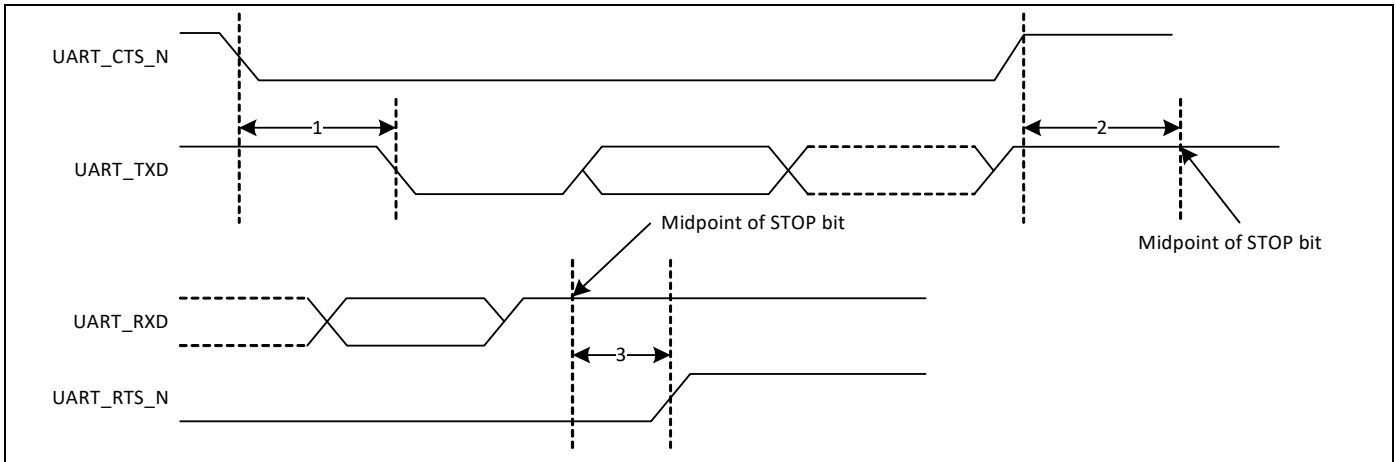 UART_CTS_N
1
2
UART_TXD
Midpoint of STOP bit
Midpoint of STOP bit
UART_RXD
3
UART_RTS_N